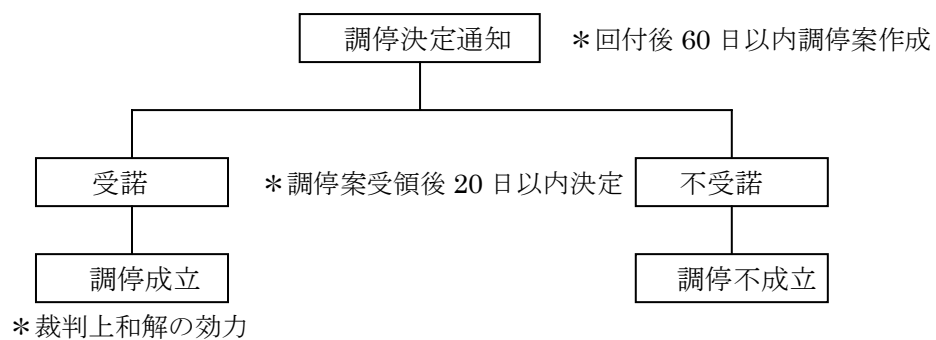 調停決定通知 ＊回付後 60 日以内調停案作成
受諾 ＊調停案受領後 20 日以内決定 不受諾
調停成立 調停不成立
＊裁判上和解の効力